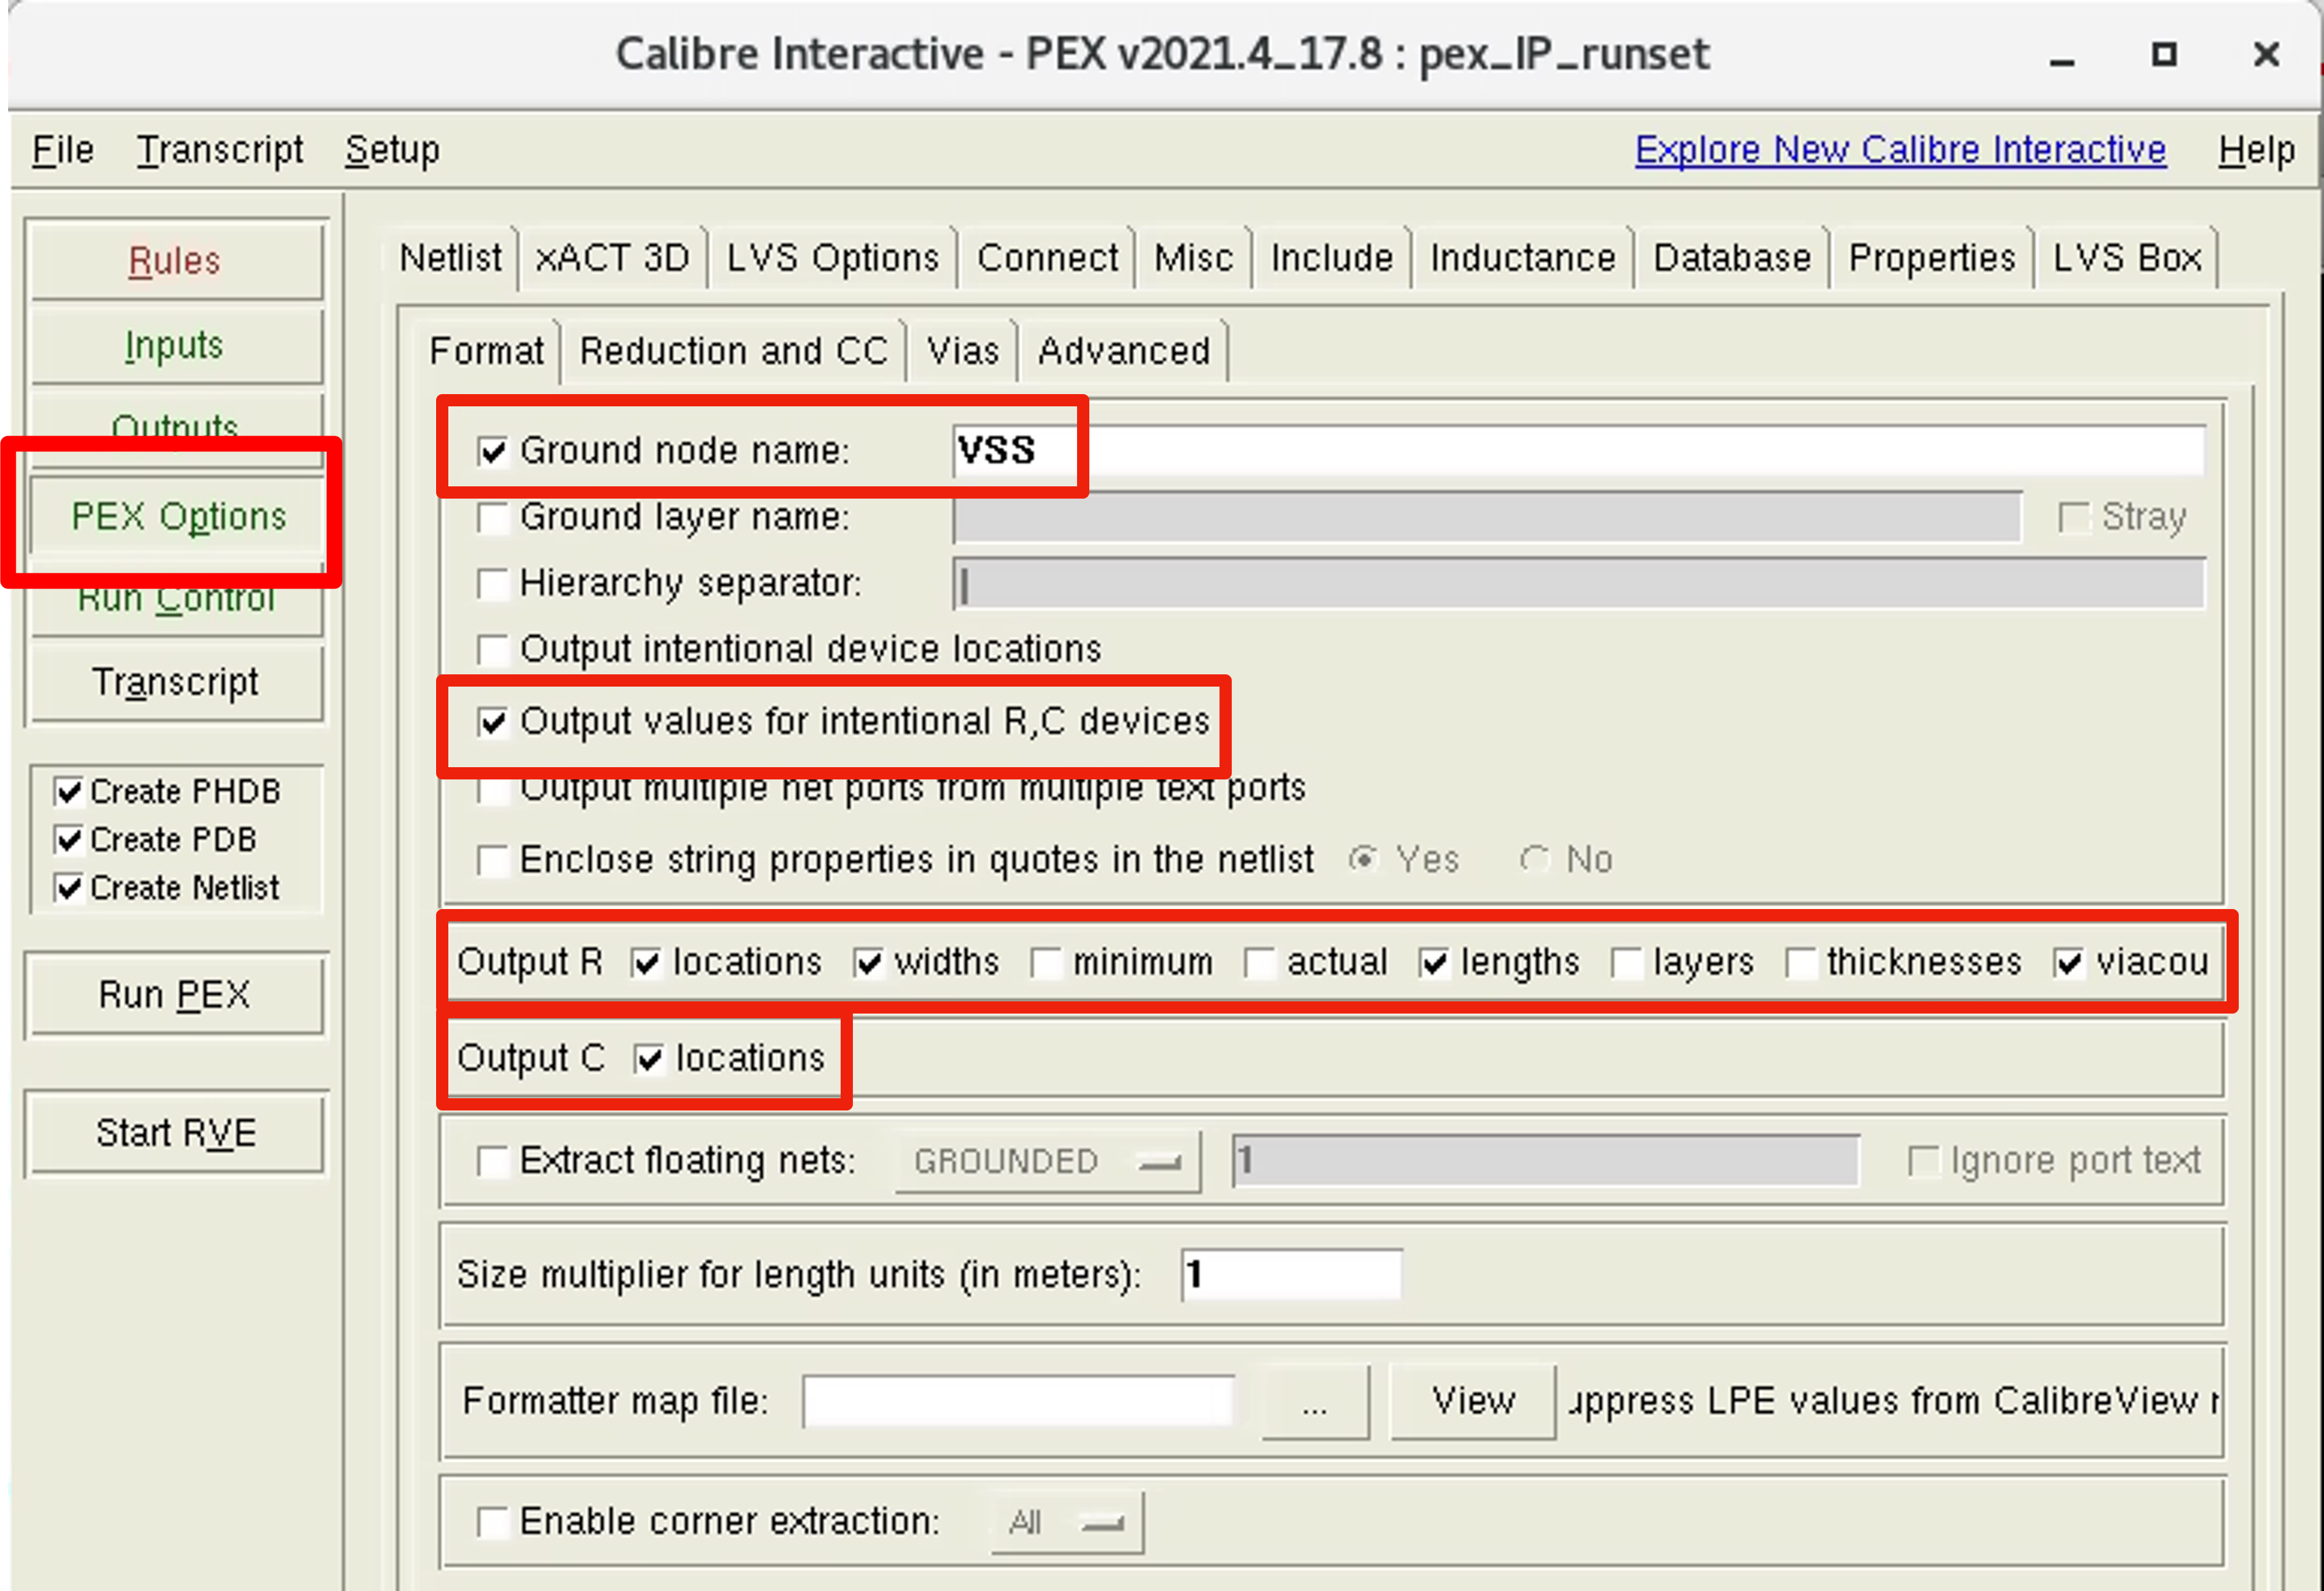 Calibre Interactive - PEX v2021.4_17.8 : pex_IP_runset
File Transcript Setup Explore New Calibre Interactive Help
Rules
Inputs
Outputs
PEX Options
Run Control
Transcript
Create PHDB
Create PDB
Create Netlist
Run PEX
Start RVE
Netlist xACT 3D LVS Options Connect Misc Include Inductance Database Properties LVS Box
Format Reduction and CC Vias Advanced
Ground node name: VSS
Ground layer name: Stray
Hierarchy separator: |
Output intentional device locations
Output values for intentional R,C devices
Output multiple net ports from multiple text ports
Enclose string properties in quotes in the netlist Yes No
Output R locations widths minimum actual lengths layers thicknesses viacou
Output C locations
Extract floating nets: GROUNDED 1 Ignore port text
Size multiplier for length units (in meters): 1
Formatter map file: ... View uppress LPE values from CalibreView r
Enable corner extraction: All